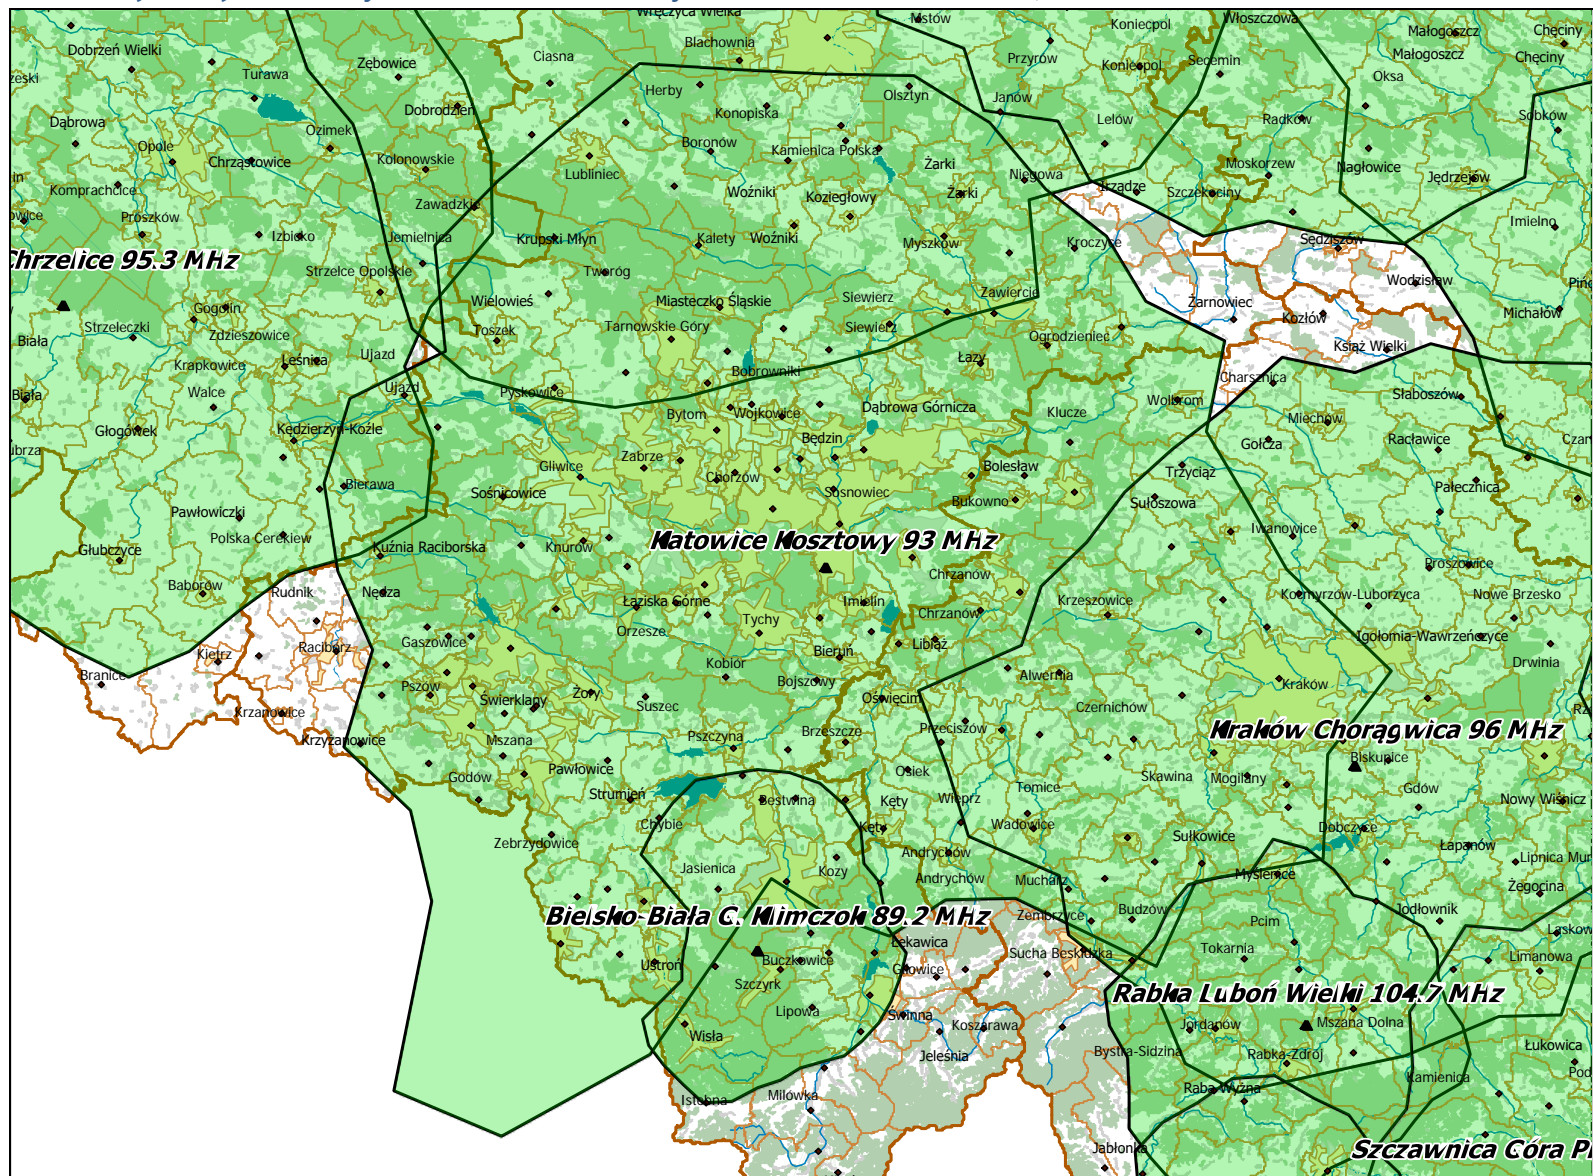 Wręczyca Wielka
Mstów
Koniecpol
Włoszczowa
Małogoszcz
Chęciny
Dobrzeń Wielki
Ciasna
Blachownia
Przyrów
Koniecpol
Secemin
Małogoszcz
Chęciny
Zębowice
Turawa
Oksa
Herby
Olsztyn
Janów
Dobrodzień
Konopiska
Lelów
Radków
Sobków
Dąbrowa
Ozimek
Opole
Chrząstowice
Kolonowskie
Boronów
Kamienica Polska
Żarki
Moskorzew
Nagłowice
Jędrzejów
Komprachcice
Lubliniec
Woźniki
Koziegłowy
Żarki
Niegowa
Irządze
Szczekociny
Zawadzkie
Prószków
Izbicko
Jemielnica
Krupski Młyn
Kalety
Woźniki
Myszków
Kroczyce
Sędziszów
Imielno
Chrzelice 95.3 MHz
Strzelce Opolskie
Tworóg
Wodzisław
Wielowieś
Miasteczko Śląskie
Siewierz
Zawiercie
Żarnowiec
Kozłów
Michałów
Gogolin
Strzeleczki
Zdzieszowice
Toszek
Tarnowskie Góry
Siewierz
Ogrodzieniec
Książ Wielki
Biała
Krapkowice
Leśnica
Ujazd
Łazy
Bobrowniki
Charsznica
Biała
Walce
Ujazd
Pyskowice
Wolbrom
Słaboszów
Głogówek
Kędzierzyn-Koźle
Bytom
Wojkowice
Dąbrowa Górnicza
Klucze
Miechów
Będzin
Gołcza
Racławice
Zabrze
Gliwice
Chorzów
Bolesław
Trzyciąż
Bierawa
Sośnicowice
Sosnowiec
Bukowno
Sułoszowa
Pałecznica
Pawłowiczki
Polska Cerekiew
Iwanowice
Głubczyce
Kuźnia Raciborska
Knurów
Katowice Kosztowy 93 MHz
Chrzanów
Proszowice
Baborów
Rudnik
Nędza
Łaziska Górne
Imielin
Chrzanów
Krzeszowice
Kocmyrzów-Luborzyca
Nowe Brzesko
Orzesze
Tychy
Gaszowice
Racibórz
Bieruń
Libiąż
Igołomia-Wawrzeńczyce
Kietrz
Kobiór
Drwinia
Branice
Pszów
Świerklany
Żory
Bojszowy
Oświęcim
Alwernia
Kraków
Krzanowice
Suszec
Czernichów
Krzyżanowice
Mszana
Pszczyna
Brzeszcze
Przeciszów
Kraków Chorągwica 96 MHz
Biskupice
Godów
Pawłowice
Osiek
Skawina
Mogilany
Strumień
Bestwina
Kęty
Wieprz
Tomice
Gdów
Nowy Wiśnicz
Chybie
Kęty
Wadowice
Dobczyce
Zebrzydowice
Sułkowice
Łapanów
Jasienica
Kozy
Andrychów
Andrychów
Mucharz
Myślenice
Żegocina
Bielsko-Biała G. Klimczok 89.2 MHz
Zembrzyce
Budzów
Pcim
Jodłownik
Łękawica
Sucha Beskidzka
Tokarnia
Limanowa
Ustroń
Buczkowice
Gilowice
Szczyrk
Rabka Luboń Wielki 104.7 MHz
Lipowa
Świnna
Koszarawa
Jordanów
Mszana Dolna
Wisła
Jeleśnia
Bystra-Sidzina
Rabka-Zdrój
Łukowica
Raba Wyżna
Kamienica
Istebna
Milówka
Jabłonka
Szczawnica Góra P